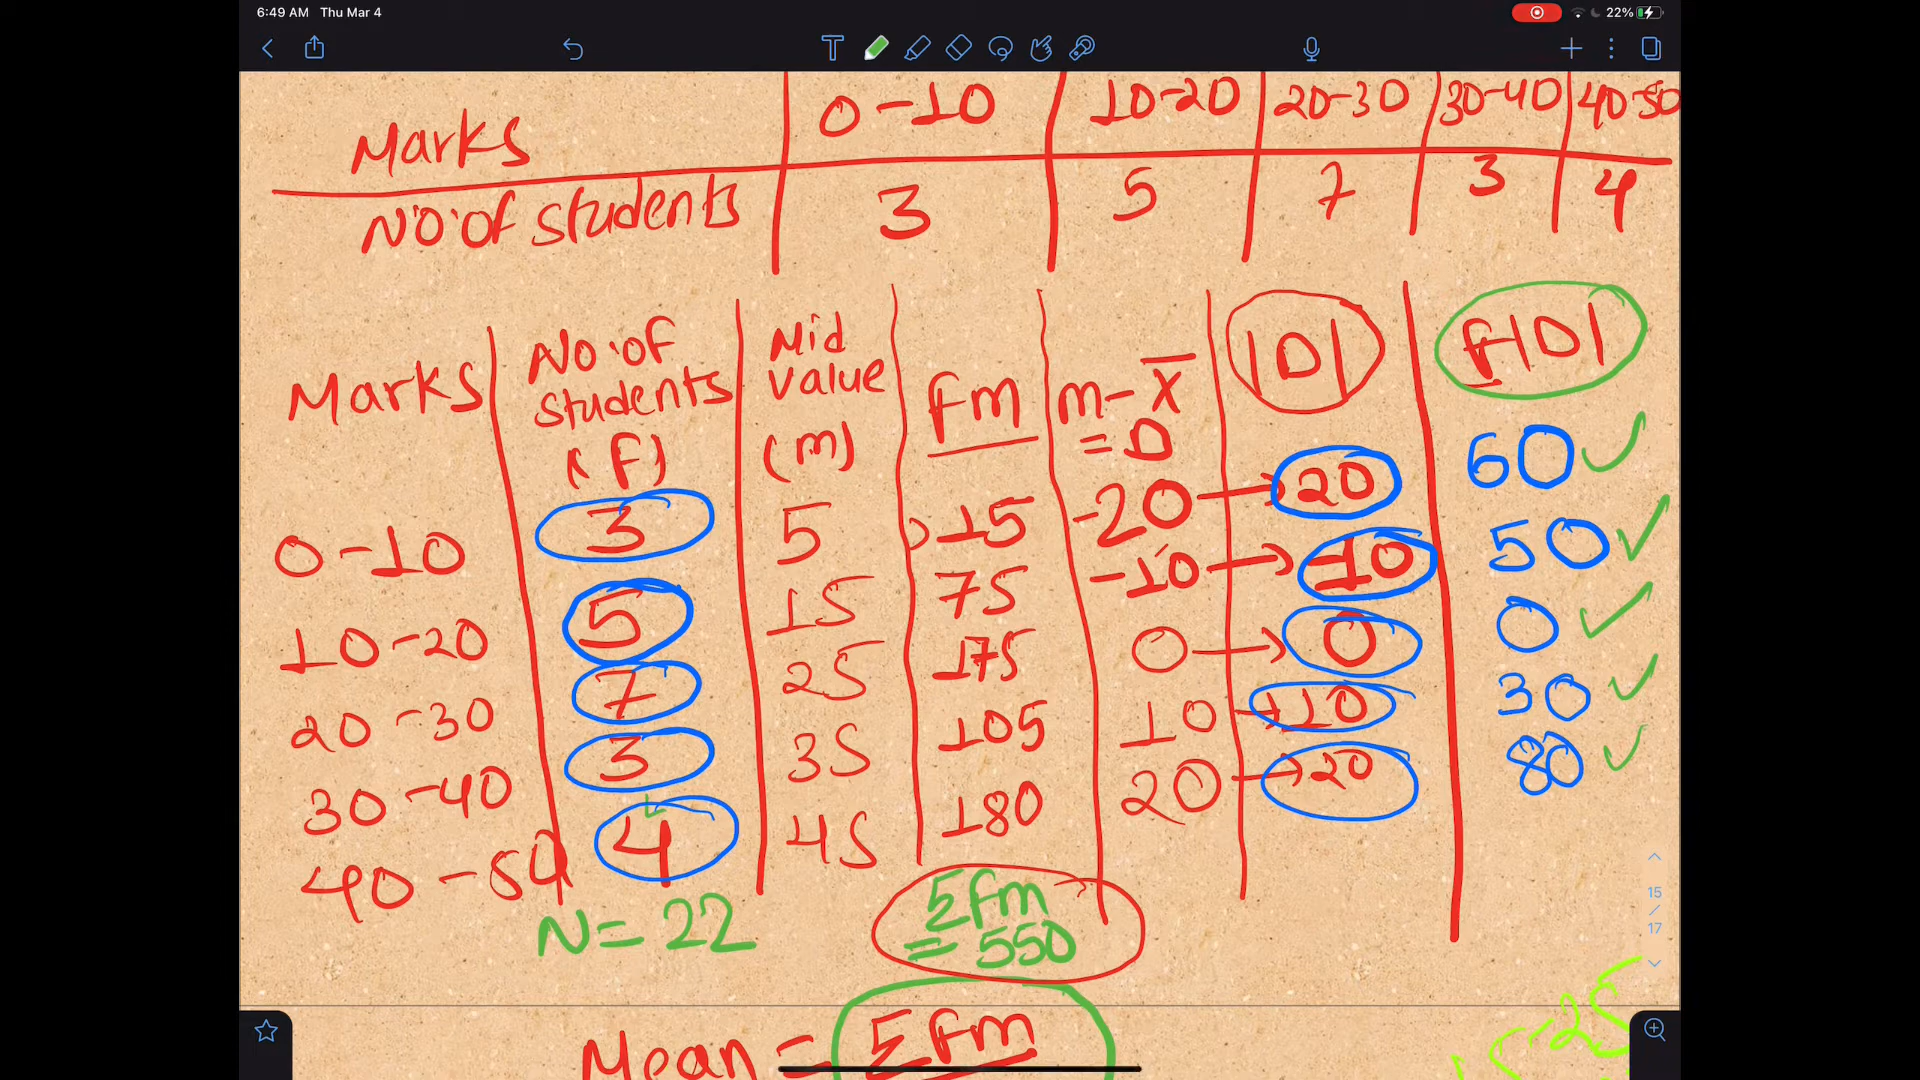 6:49 AM Thu Mar 4 22%
Marks 0-10 10-20 20-30 30-40 40-50
No. of students 3 5 7 3 4
Marks No. of students (f) Mid value (m) fm m-X̅ = D |D| f|D|
0-10 3 5 15 -20 20 60
10-20 5 15 75 -10 10 50
20-30 7 25 175 0 0 0
30-40 3 35 105 10 10 30
40-50 4 45 180 20 20 80
N=22 Σfm = 550
15
/
17
Mean = Σfm